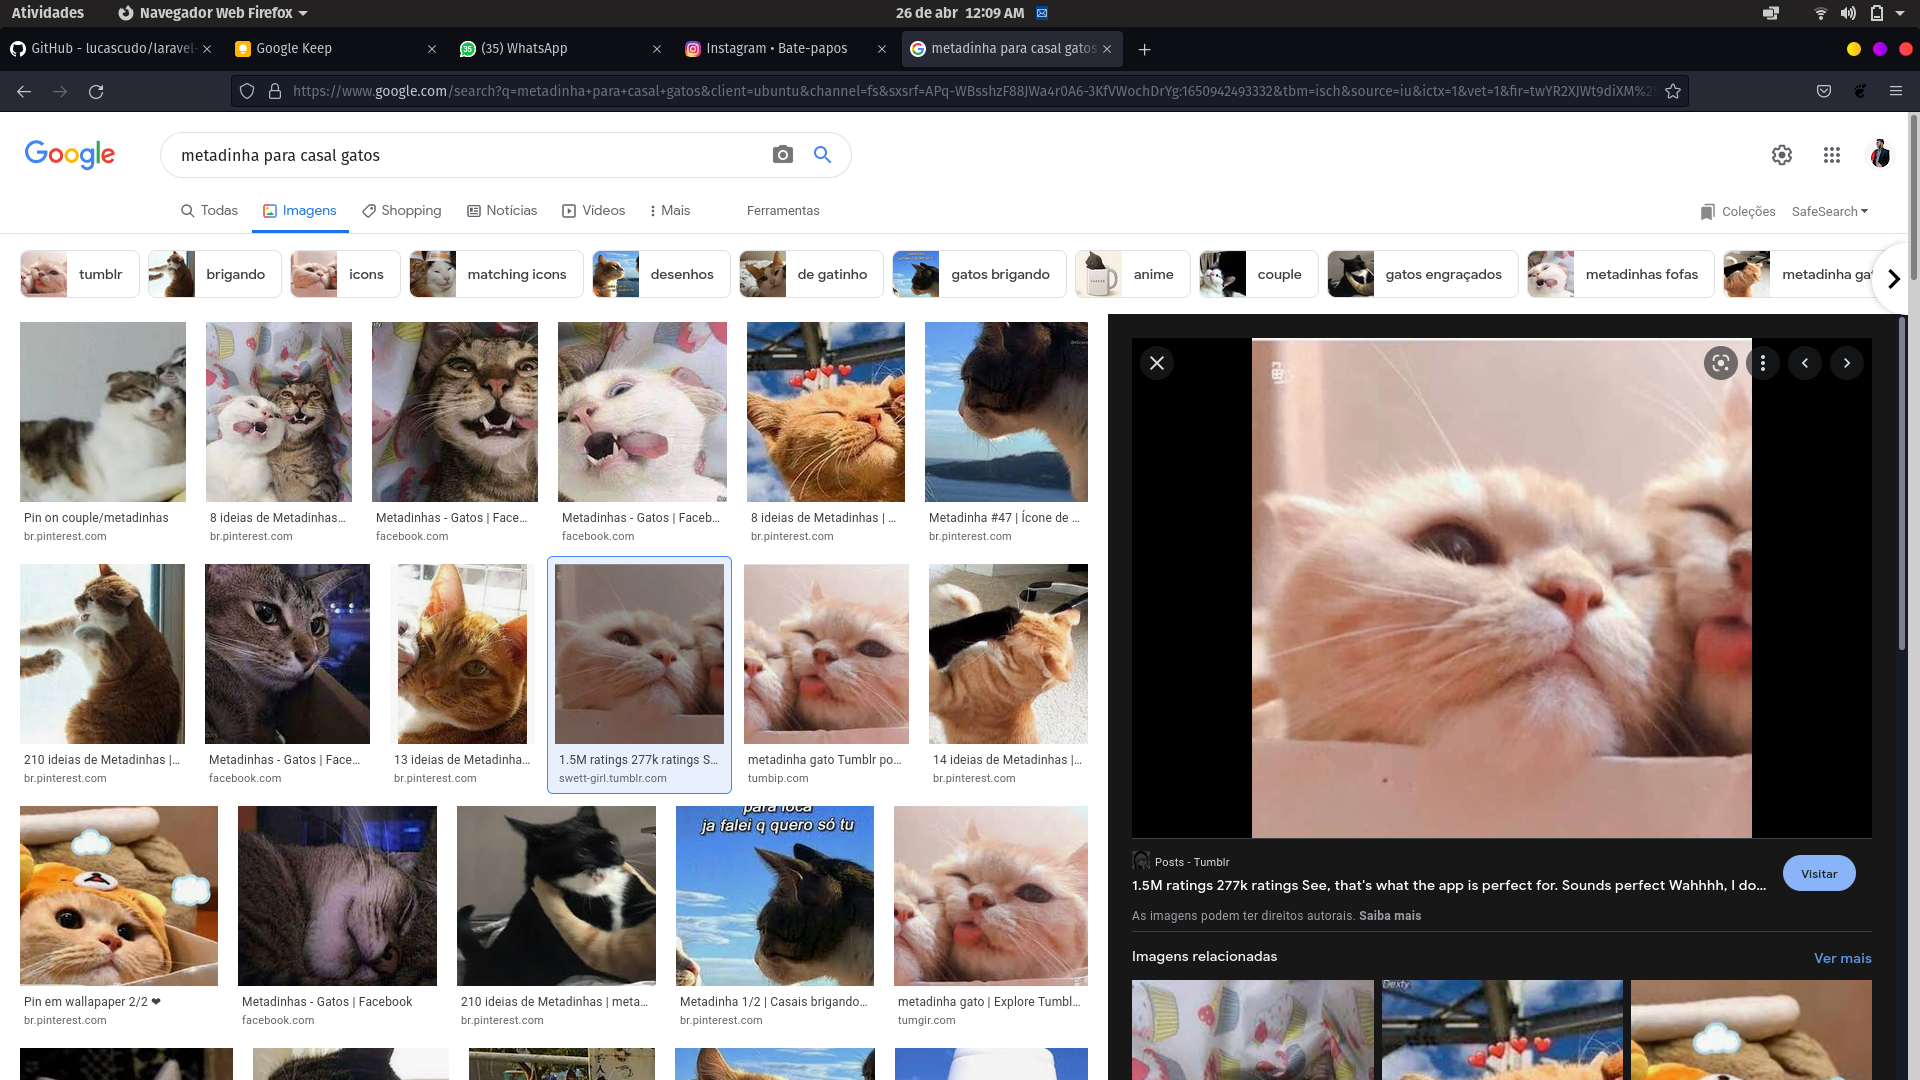 Atividades
Navegador Web Firefox
26 de abr 12:09 AM
GitHub - lucascudo/laravel-
Google Keep
(35) WhatsApp
Instagram • Bate-papos
metadinha para casal gatos
https://www.google.com/search?q=metadinha+para+casal+gatos&client=ubuntu&channel=fs&sxsrf=APq-WBsshzF88JWa4r0A6-3KfVWochDrYg:1650942493332&tbm=isch&source=iu&ictx=1&vet=1&fir=twYR2XJWt9diXM%2
Google
metadinha para casal gatos
Todas
Imagens
Shopping
Notícias
Vídeos
Mais
Ferramentas
Coleções
SafeSearch
tumblr
brigando
icons
matching icons
desenhos
de gatinho
gatos brigando
anime
couple
gatos engraçados
metadinhas fofas
metadinha gat
Pin on couple/metadinhas
br.pinterest.com
8 ideias de Metadinhas...
br.pinterest.com
Metadinhas - Gatos | Face...
facebook.com
Metadinhas - Gatos | Faceb...
facebook.com
8 ideias de Metadinhas | ...
br.pinterest.com
Metadinha #47 | Ícone de ...
br.pinterest.com
210 ideias de Metadinhas |...
br.pinterest.com
Metadinhas - Gatos | Face...
facebook.com
13 ideias de Metadinha...
br.pinterest.com
1.5M ratings 277k ratings S...
swett-girl.tumblr.com
metadinha gato Tumblr po...
tumbip.com
14 ideias de Metadinhas |...
br.pinterest.com
para loca
ja falei q quero só tu
Pin em wallapaper 2/2 ❤
br.pinterest.com
Metadinhas - Gatos | Facebook
facebook.com
210 ideias de Metadinhas | meta...
br.pinterest.com
Metadinha 1/2 | Casais brigando...
br.pinterest.com
metadinha gato | Explore Tumbl...
tumgir.com
Posts - Tumblr
1.5M ratings 277k ratings See, that's what the app is perfect for. Sounds perfect Wahhhh, I do...
Visitar
As imagens podem ter direitos autorais. Saiba mais
Imagens relacionadas
Ver mais
Dexty